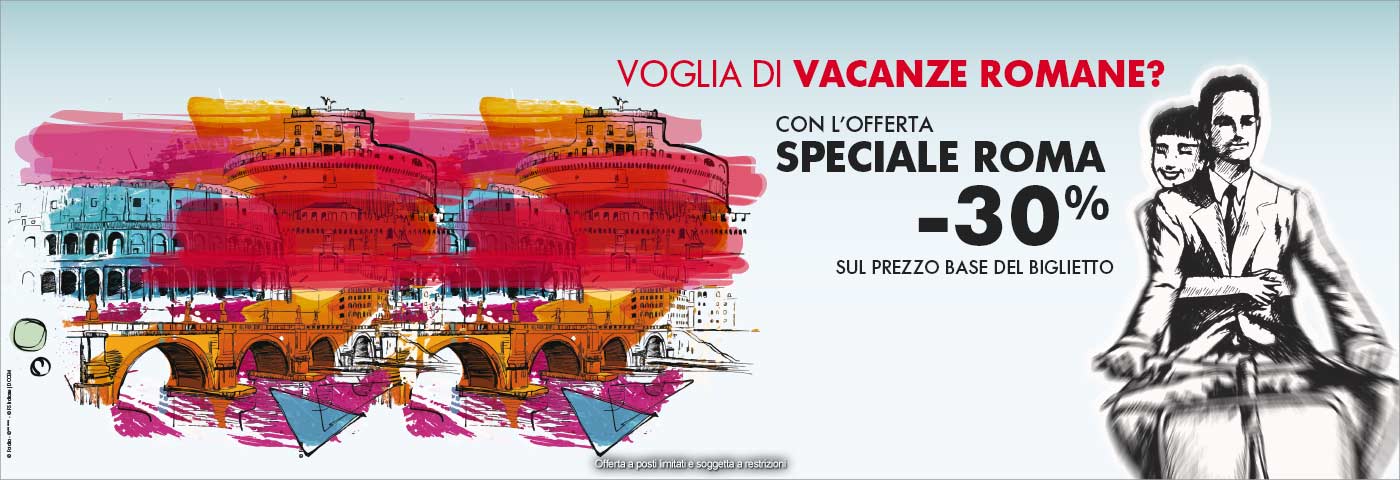 VOGLIA DI VACANZE ROMANE?
CON L'OFFERTA
SPECIALE ROMA
-30%
SUL PREZZO BASE DEL BIGLIETTO
Offerta a posti limitati e soggetta a restrizioni